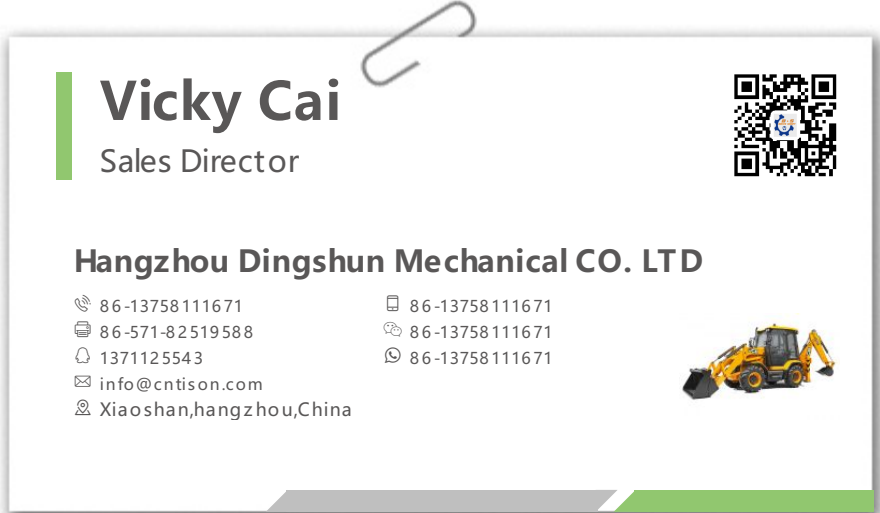 Vicky Cai
Sales Director
Hangzhou Dingshun Mechanical CO. LTD
86-13758111671 86-13758111671
86-571-82519588 86-13758111671
1371125543 86-13758111671
info@cntison.com
Xiaoshan,hangzhou,China